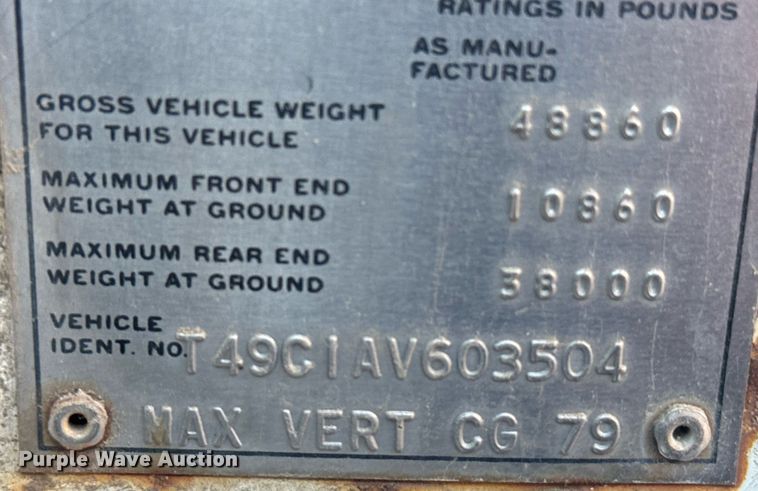 RATINGS IN POUNDS
AS MANU-
FACTURED
GROSS VEHICLE WEIGHT
FOR THIS VEHICLE 48860
MAXIMUM FRONT END
WEIGHT AT GROUND 10860
MAXIMUM REAR END
WEIGHT AT GROUND 38000
VEHICLE
IDENT. NO. T49C1AV603504
MAX VERT CG 79
Purple Wave Auction